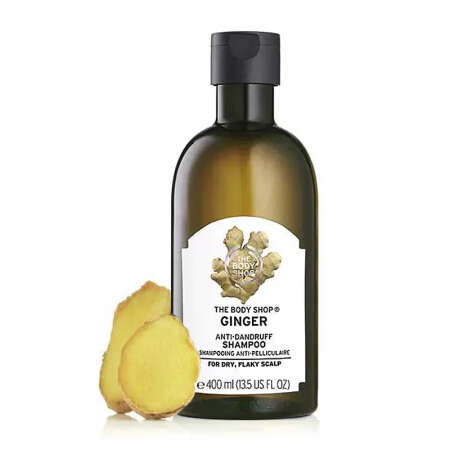 THE
BODY
SHOP
THE BODY SHOP®
GINGER
ANTI-DANDRUFF
SHAMPOO
SHAMPOOING ANTI-PELLICULAIRE
FOR DRY, FLAKY SCALP
℮ 400 ml (13.5 US FL OZ)